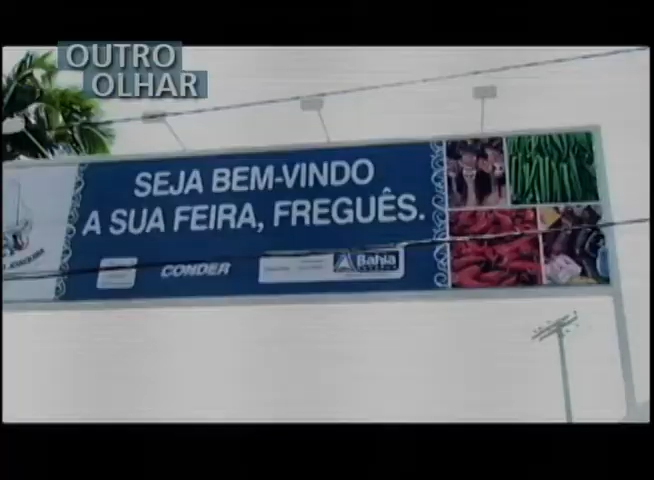 OUTRO
OLHAR
SEJA BEM-VINDO
A SUA FEIRA, FREGUÊS.
CONDER
Bahia